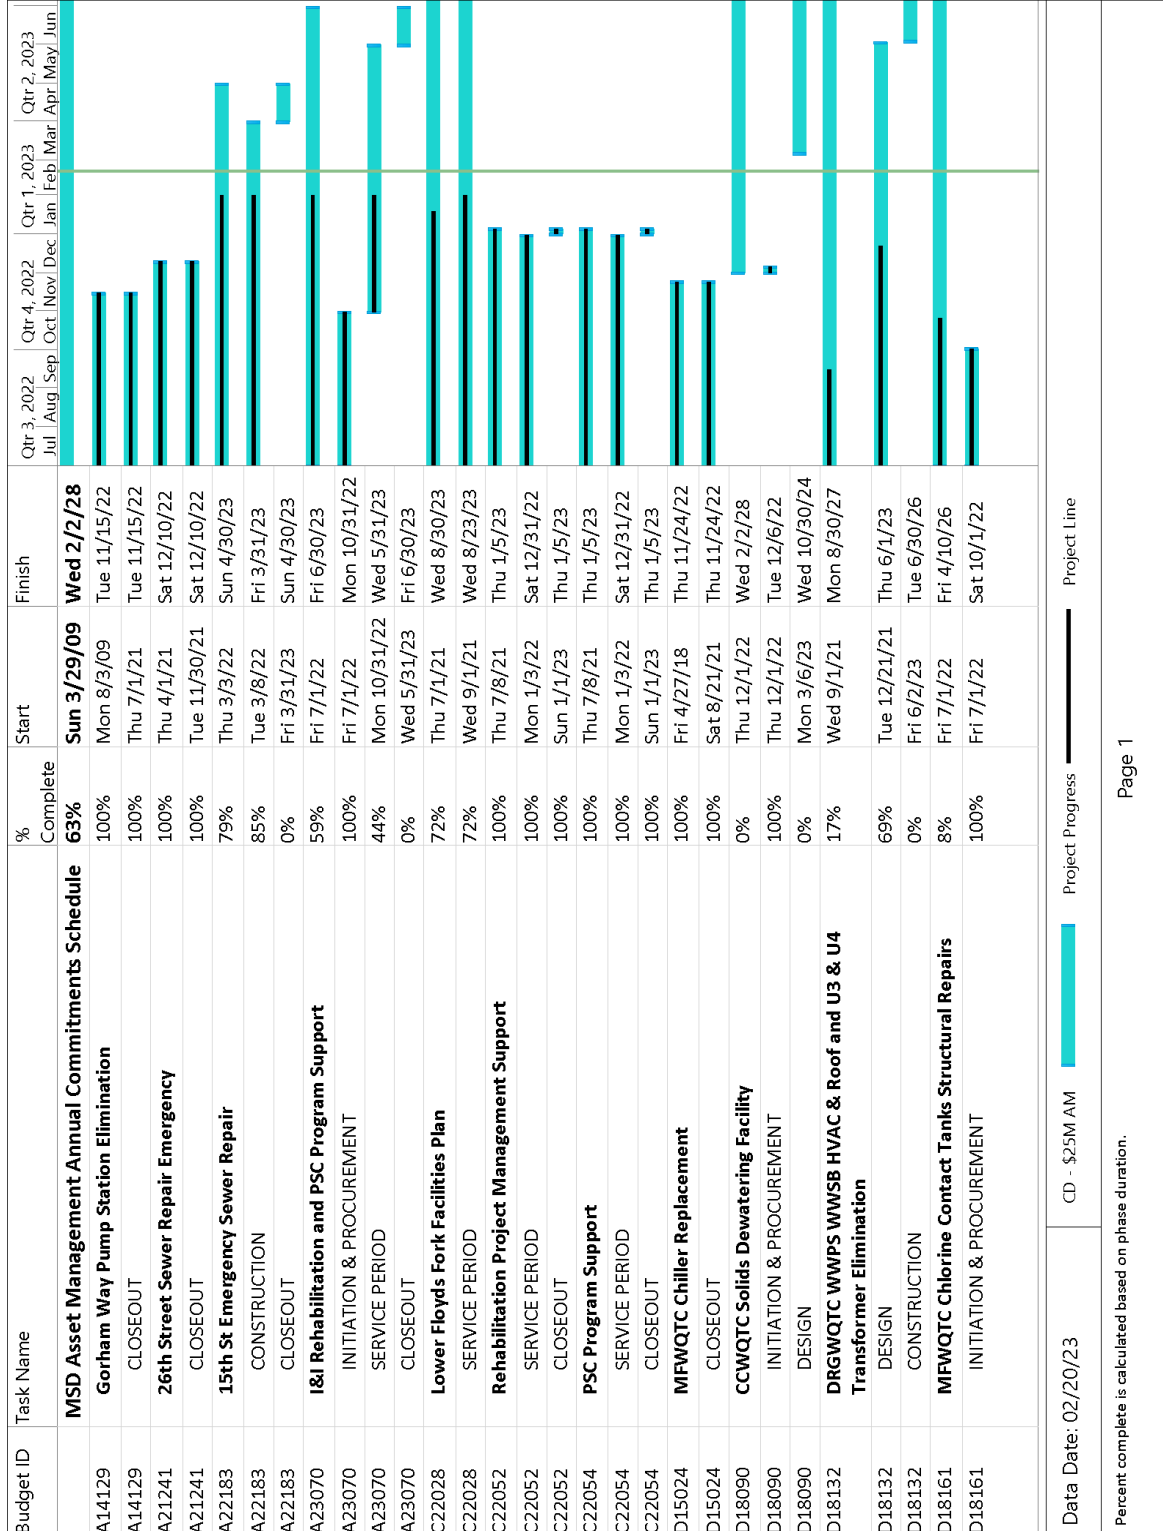 Budget ID Task Name % Complete Start Finish Qtr 3, 2022 Qtr 4, 2022 Qtr 1, 2023 Qtr 2, 2023
Jul Aug Sep Oct Nov Dec Jan Feb Mar Apr May Jun
MSD Asset Management Annual Commitments Schedule 63% Sun 3/29/09 Wed 2/2/28
A14129 Gorham Way Pump Station Elimination 100% Mon 8/3/09 Tue 11/15/22
A14129 CLOSEOUT 100% Thu 7/1/21 Tue 11/15/22
A21241 26th Street Sewer Repair Emergency 100% Thu 4/1/21 Sat 12/10/22
A21241 CLOSEOUT 100% Tue 11/30/21 Sat 12/10/22
A22183 15th St Emergency Sewer Repair 79% Thu 3/3/22 Sun 4/30/23
A22183 CONSTRUCTION 85% Tue 3/8/22 Fri 3/31/23
A22183 CLOSEOUT 0% Fri 3/31/23 Sun 4/30/23
A23070 I&I Rehabilitation and PSC Program Support 59% Fri 7/1/22 Fri 6/30/23
A23070 INITIATION & PROCUREMENT 100% Fri 7/1/22 Mon 10/31/22
A23070 SERVICE PERIOD 44% Mon 10/31/22 Wed 5/31/23
A23070 CLOSEOUT 0% Wed 5/31/23 Fri 6/30/23
C22028 Lower Floyds Fork Facilities Plan 72% Thu 7/1/21 Wed 8/30/23
C22028 SERVICE PERIOD 72% Wed 9/1/21 Wed 8/23/23
C22052 Rehabilitation Project Management Support 100% Thu 7/8/21 Thu 1/5/23
C22052 SERVICE PERIOD 100% Mon 1/3/22 Sat 12/31/22
C22052 CLOSEOUT 100% Sun 1/1/23 Thu 1/5/23
C22054 PSC Program Support 100% Thu 7/8/21 Thu 1/5/23
C22054 SERVICE PERIOD 100% Mon 1/3/22 Sat 12/31/22
C22054 CLOSEOUT 100% Sun 1/1/23 Thu 1/5/23
D15024 MFWQTC Chiller Replacement 100% Fri 4/27/18 Thu 11/24/22
D15024 CLOSEOUT 100% Sat 8/21/21 Thu 11/24/22
D18090 CCWQTC Solids Dewatering Facility 0% Thu 12/1/22 Wed 2/2/28
D18090 INITIATION & PROCUREMENT 100% Thu 12/1/22 Tue 12/6/22
D18090 DESIGN 0% Mon 3/6/23 Wed 10/30/24
D18132 DRGWQTC WWPS WWSB HVAC & Roof and U3 & U4 17% Wed 9/1/21 Mon 8/30/27
Transformer Elimination
D18132 DESIGN 69% Tue 12/21/21 Thu 6/1/23
D18132 CONSTRUCTION 0% Fri 6/2/23 Tue 6/30/26
D18161 MFWQTC Chlorine Contact Tanks Structural Repairs 8% Fri 7/1/22 Fri 4/10/26
D18161 INITIATION & PROCUREMENT 100% Fri 7/1/22 Sat 10/1/22
Data Date: 02/20/23 CD - $25M AM Project Progress Project Line
Page 1
Percent complete is calculated based on phase duration.